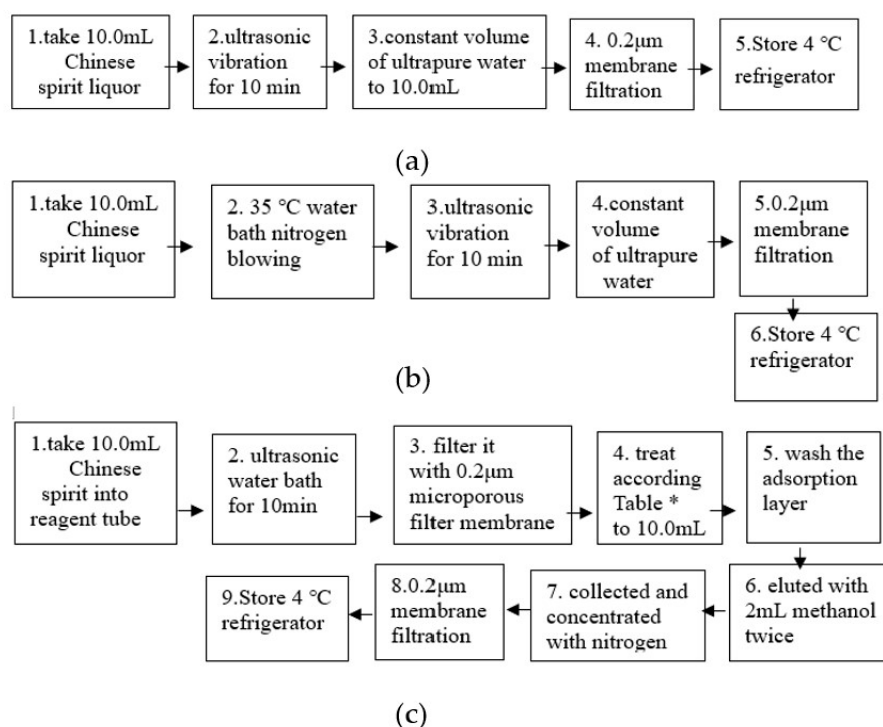 1.take 10.0mL
Chinese
spirit liquor
2.ultrasonic
vibration
for 10 min
3.constant volume
of ultrapure water
to 10.0mL
4. 0.2μm
membrane
filtration
5.Store 4 °C
refrigerator
(a)
1.take 10.0mL
Chinese
spirit liquor
2. 35 °C water
bath nitrogen
blowing
3.ultrasonic
vibration
for 10 min
4.constant
volume
of ultrapure
water
5.0.2μm
membrane
filtration
6.Store 4 °C
refrigerator
(b)
1.take 10.0mL
Chinese
spirit into
reagent tube
2. ultrasonic
water bath
for 10min
3. filter it
with 0.2μm
microporous
filter membrane
4. treat
according
Table *
to 10.0mL
5. wash the
adsorption
layer
6. eluted with
2mL methanol
twice
7. collected and
concentrated
with nitrogen
8.0.2μm
membrane
filtration
9.Store 4 °C
refrigerator
(c)